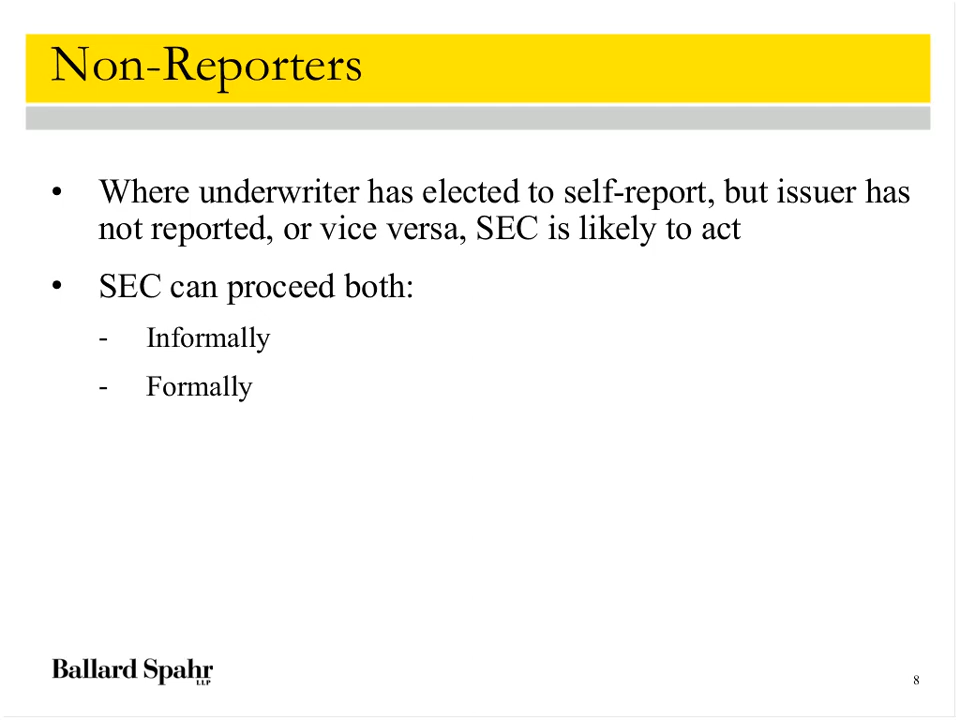 Non-Reporters
• Where underwriter has elected to self-report, but issuer has
not reported, or vice versa, SEC is likely to act
• SEC can proceed both:
- Informally
- Formally
Ballard Spahr
LLP
8